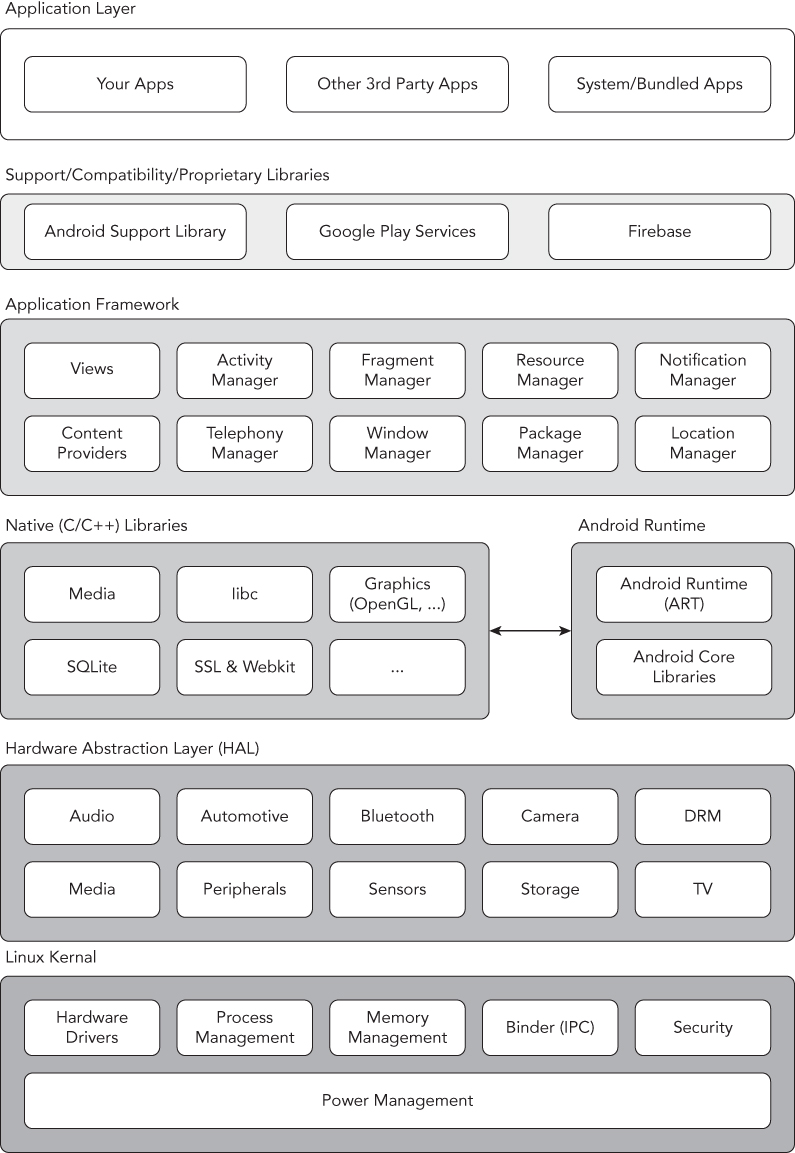 Application Layer
Your Apps
Other 3rd Party Apps
System/Bundled Apps
Support/Compatibility/Proprietary Libraries
Android Support Library
Google Play Services
Firebase
Application Framework
Views
Activity
Manager
Fragment
Manager
Resource
Manager
Notification
Manager
Content
Providers
Telephony
Manager
Window
Manager
Package
Manager
Location
Manager
Native (C/C++) Libraries
Media
libc
Graphics
(OpenGL, ...)
SQLite
SSL & Webkit
...
Android Runtime
Android Runtime
(ART)
Android Core
Libraries
Hardware Abstraction Layer (HAL)
Audio
Automotive
Bluetooth
Camera
DRM
Media
Peripherals
Sensors
Storage
TV
Linux Kernal
Hardware
Drivers
Process
Management
Memory
Management
Binder (IPC)
Security
Power Management